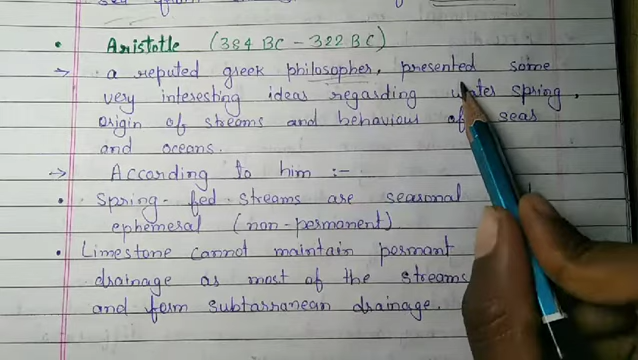 • Aristotle (384 BC - 322 BC)
→ a reputed greek philosopher, presented some
very interesting ideas regarding water spring,
origin of streams and behaviour of seas
and oceans.
→ According to him :-
• Spring-fed streams are seasonal
ephemeral (non-permanent).
• Limestone cannot maintain permant
drainage as most of the streams
and form subtarranean drainage.